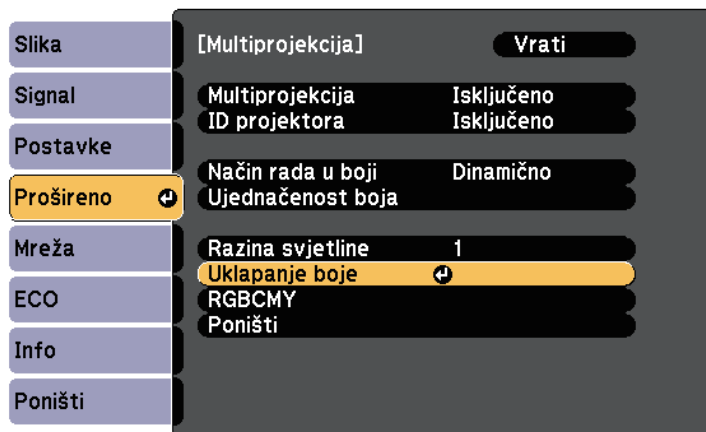 Slika
Signal
Postavke
Prošireno
Mreža
ECO
Info
Poništi
[Multiprojekcija] Vrati
Multiprojekcija Isključeno
ID projektora Isključeno
Način rada u boji Dinamično
Ujednačenost boja
Razina svjetline 1
Uklapanje boje
RGBCMY
Poništi